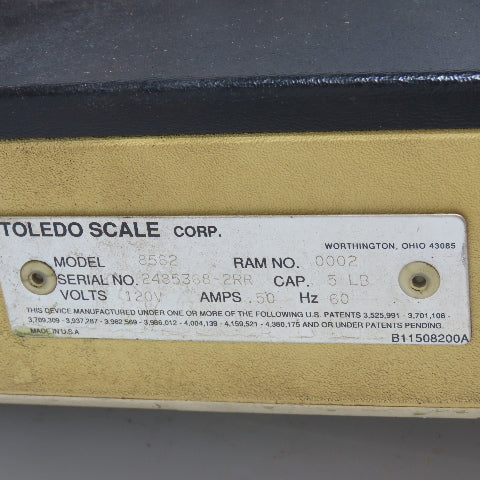 TOLEDO SCALE CORP.
WORTHINGTON, OHIO 43085
MODEL 8562 RAM NO. 0002
SERIAL NO. 2485368-2RR CAP. 5 LB
VOLTS 120V AMPS .50 Hz 60
THIS DEVICE MANUFACTURED UNDER ONE OR MORE OF THE FOLLOWING U.S. PATENTS 3,525,991 - 3,701,106 -
3,709,309 - 3,937,287 - 3,982,569 - 3,986,012 - 4,004,139 - 4,159,521 - 4,360,175 AND OR UNDER PATENTS PENDING.
MADE IN U.S.A B11508200A